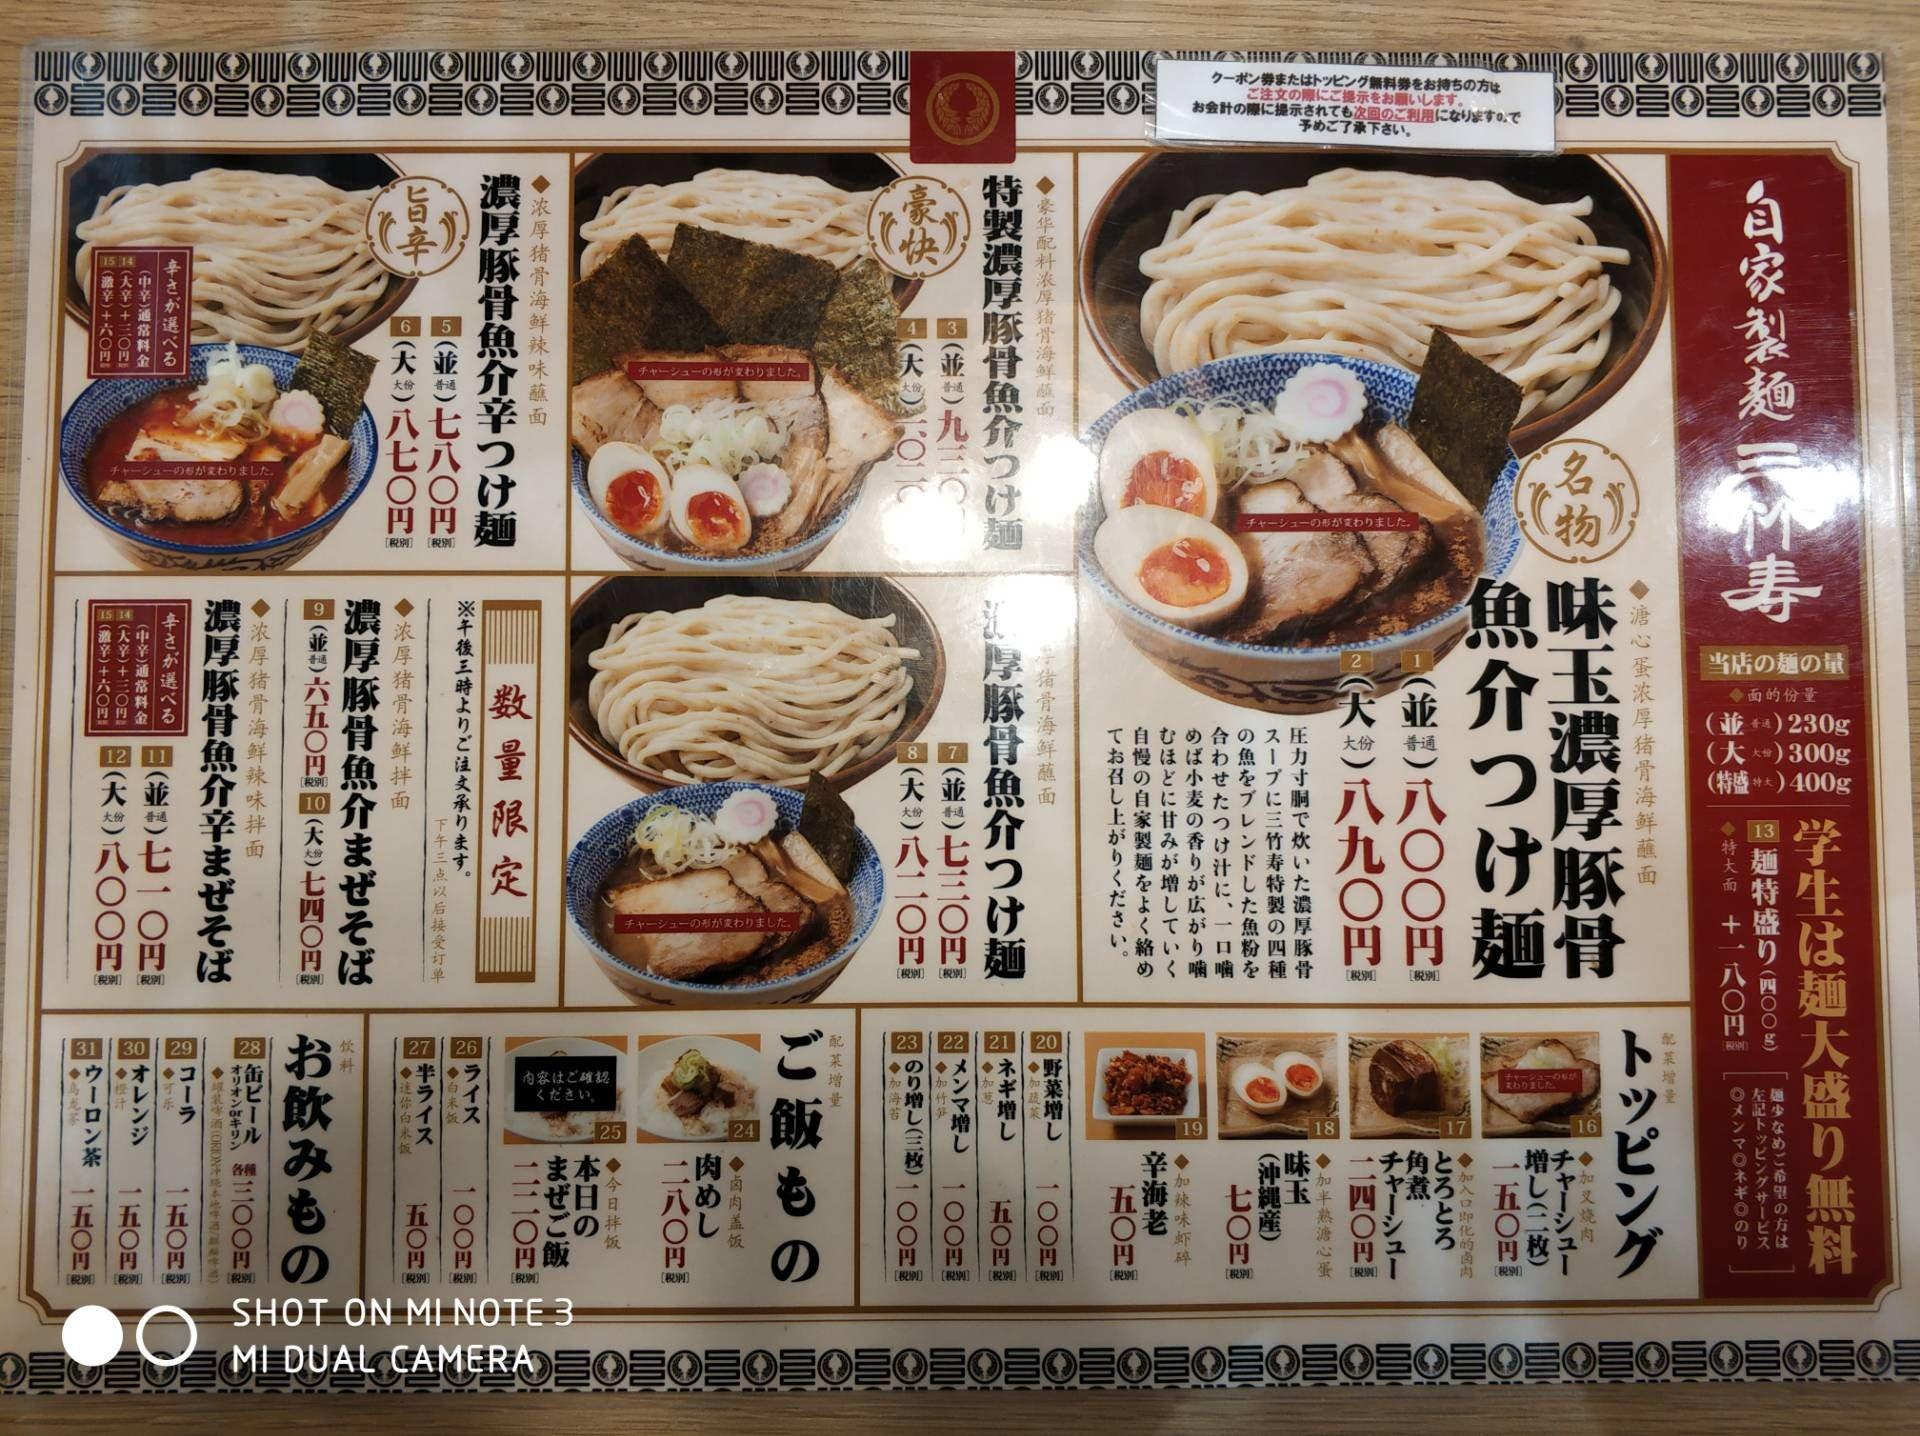 クーポン券またはトッピング無料券をお持ちの方は
ご注文の際にご提示をお願いします。
お会計の際に提示されても次回のご利用になりますので
予めご了承下さい。
自家製麺 三竹寿
当店の麺の量
◆面的份量
(並 普通) 230g
(大 大份) 300g
(特盛 特大) 400g
学生は麺大盛り無料
13 麺特盛り(四〇〇g)
◆特大面
+一八〇円 [税別]
麺少なめご希望の方は
左記トッピングサービス
◎メンマ◎ネギ◎のり
名物
◆溏心蛋浓厚猪骨海鮮蘸面
味玉濃厚豚骨
魚介つけ麺
1 (並 普通) 八〇〇円 [税別]
2 (大 大份) 八九〇円 [税別]
圧力寸胴で炊いた濃厚豚骨
スープに三竹寿特製の四種
の魚をブレンドした魚粉を
合わせたつけ汁に、一口噛
めば小麦の香りが広がり噛
むほどに甘みが増していく
自慢の自家製麺をよく絡め
てお召し上がりください。
チャーシューの形が変わりました。
◆豪华配料浓厚猪骨海鮮蘸面
特製濃厚豚骨魚介つけ麺
豪快
3 (並 普通) 九三〇
4 (大 大份)
チャーシューの形が変わりました。
◆浓厚猪骨海鮮辣味蘸面
濃厚豚骨魚介辛つけ麺
旨辛
5 (並 普通) 七八〇円 [税別]
6 (大 大份) 八七〇円 [税別]
辛さが選べる
(中辛)通常料金
14 (大辛)+三〇円
15 (激辛)+六〇円
チャーシューの形が変わりました。
厚猪骨海鮮蘸面
濃厚豚骨魚介つけ麺
7 (並 普通) 七三〇円 [税別]
8 (大 大份) 八二〇円 [税別]
チャーシューの形が変わりました。
数量限定
※午後三時よりご注文承ります。
下午三点以后接受订单
◆浓厚猪骨海鮮拌面
濃厚豚骨魚介まぜそば
9 (並 普通) 六五〇円 [税別]
10 (大 大份) 七四〇円 [税別]
◆浓厚猪骨海鮮辣味拌面
濃厚豚骨魚介辛まぜそば
11 (並 普通) 七一〇円 [税別]
12 (大 大份) 八〇〇円 [税別]
辛さが選べる
(中辛)通常料金
14 (大辛)+三〇円
15 (激辛)+六〇円
配菜增量
トッピング
チャーシューの形が
変わりました。
16
◆加叉烧肉
チャーシュー
増し(二枚)
一五〇円 [税別]
17
◆加入口即化的卤肉
とろとろ
角煮
チャーシュー
二四〇円 [税別]
18
◆加半熟溏心蛋
味玉
(沖縄産)
七〇円 [税別]
19
◆加辣味虾碎
辛海老
五〇円 [税別]
20 野菜増し
◆加蔬菜
一〇〇円 [税別]
21 ネギ増し
◆加葱
五〇円 [税別]
22 メンマ増し
◆加竹笋
一〇〇円 [税別]
23 のり増し(三枚)
◆加海苔
一〇〇円 [税別]
配菜增量
ご飯もの
24
◆卤肉盖饭
肉めし
二八〇円 [税別]
内容はご確認
ください。
25
◆今日拌饭
本日の
まぜご飯
二二〇円 [税別]
26 ライス
◆白米饭
一〇〇円 [税別]
27 半ライス
◆迷你白米饭
五〇円 [税別]
饮料
お飲みもの
28 缶ビール
オリオンorキリン
各種 三〇〇円 [税別]
29 コーラ
◆可乐
一五〇円 [税別]
30 オレンジ
◆橙汁
一五〇円 [税別]
31 ウーロン茶
◆乌龙茶
一五〇円 [税別]
SHOT ON MI NOTE 3
MI DUAL CAMERA